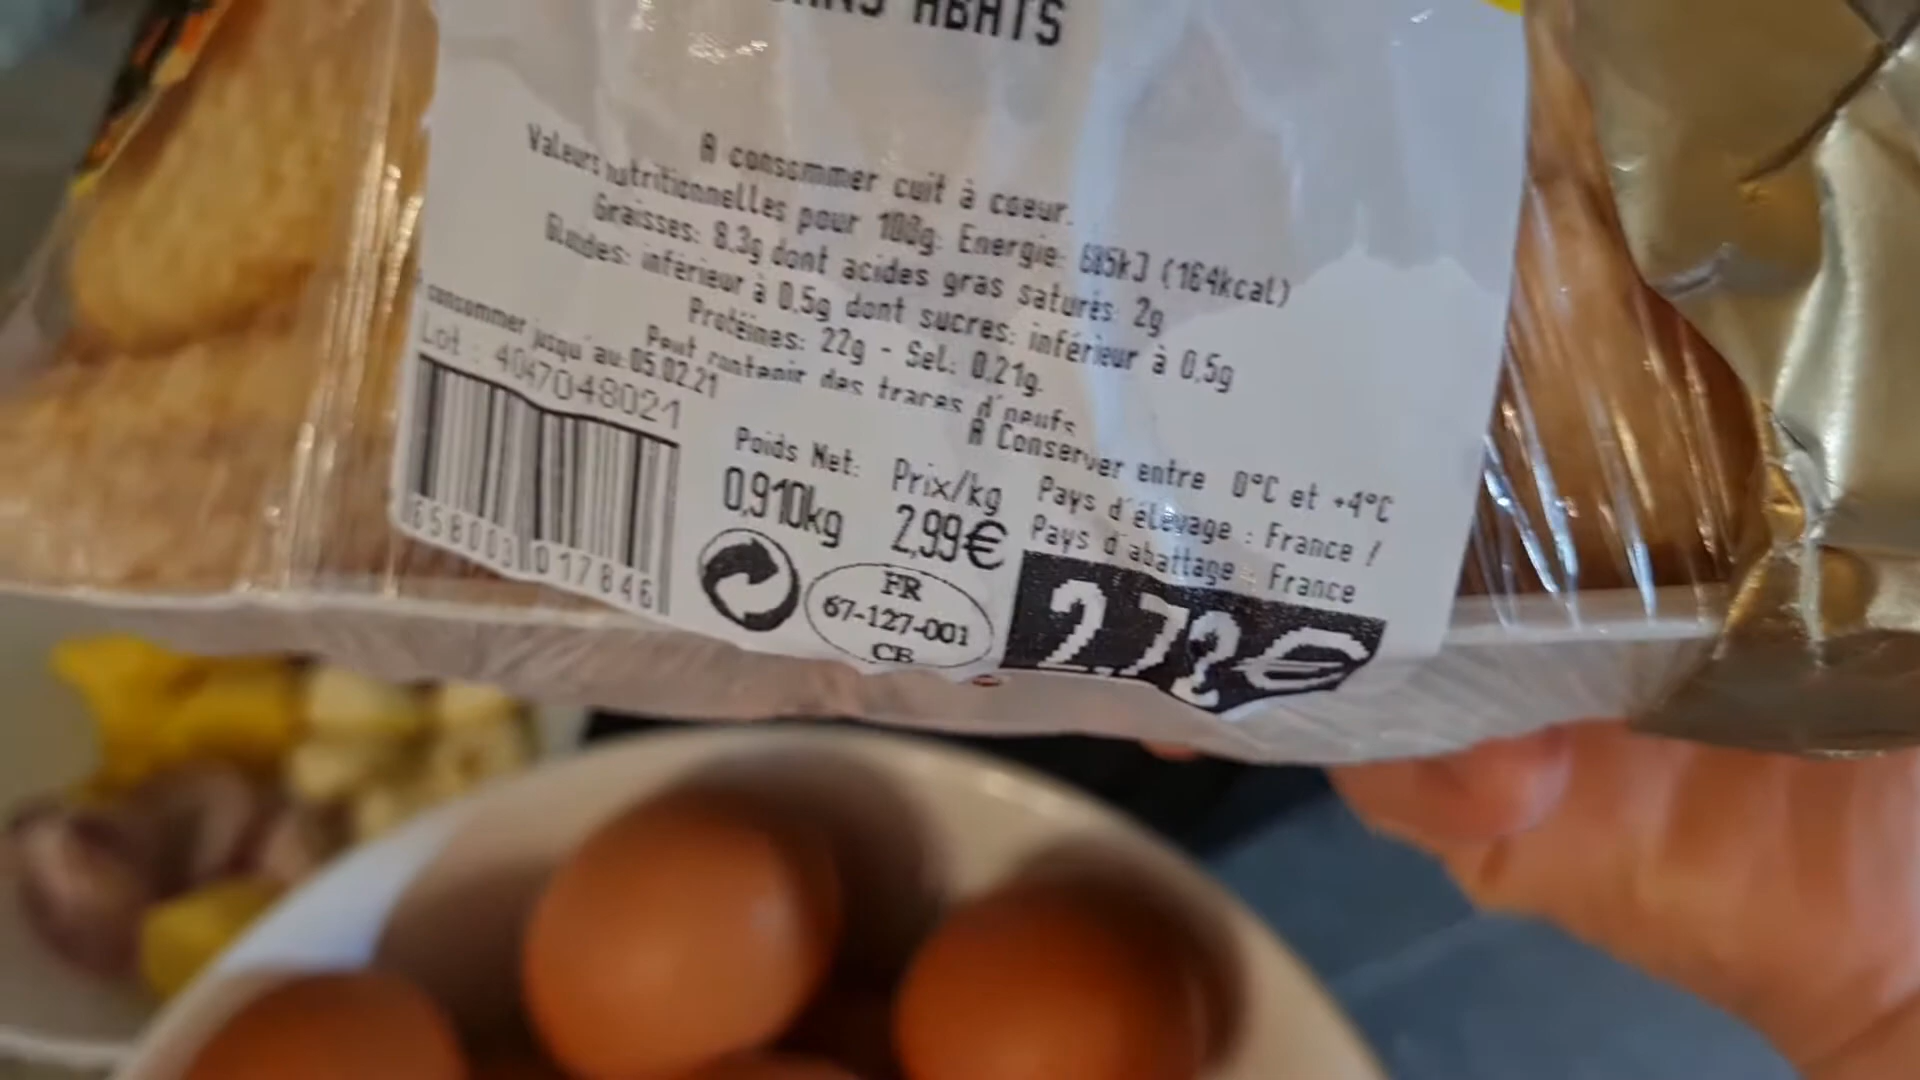 SANS ABATS
A consommer cuit à coeur.
Valeurs nutritionnelles pour 100g: Energie: 685kJ (164kcal)
Graisses: 8,3g dont acides gras saturés: 2g
Glucides: inférieur à 0,5g dont sucres: inférieur à 0,5g
Protéines: 22g - Sel: 0,21g.
Peut contenir des traces d'oeufs
consommer jusqu'au: 05.02.21
Lot : 4047048021
A Conserver entre 0°C et +4°C
Poids Net: Prix/kg
0,910kg 2,99€
Pays d'élevage : France /
Pays d'abattage : France
658003 017846
FR
67-127-001
CE
2,72€